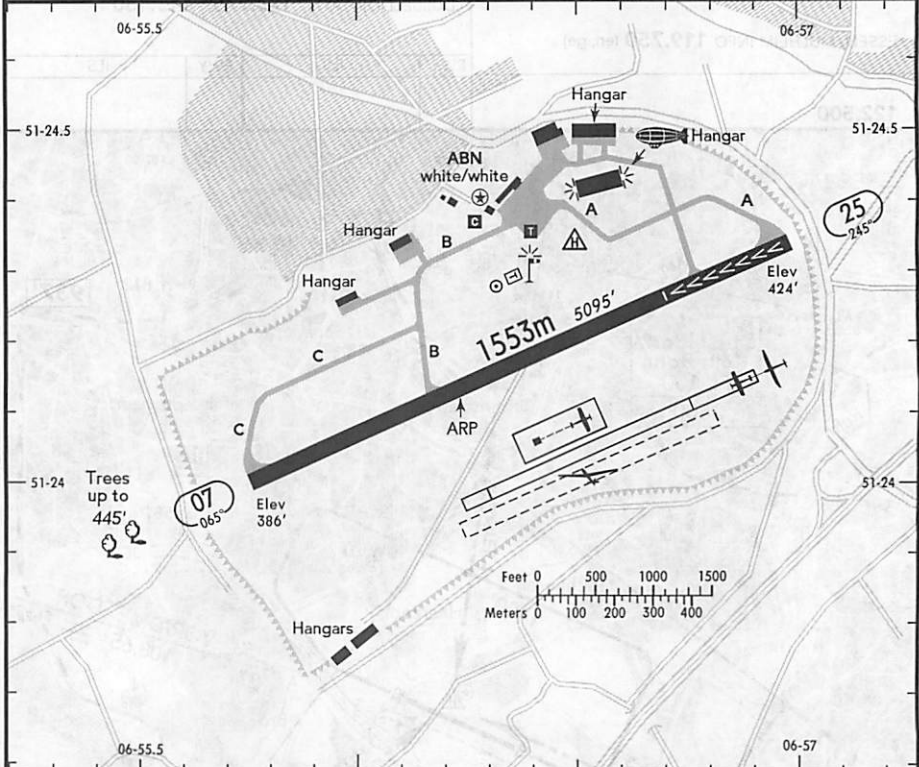 06-55.5
06-57
Hangar
51-24.5
51-24.5
Hangar
ABN
white/white
A
A
25
245°
C
T
H
Hangar
B
Elev
424'
Hangar
1553m 5095'
C
B
ARP
C
51-24
51-24
Trees
up to
445'
07
065°
Elev
386'
Feet 0 500 1000 1500
Meters 0 100 200 300 400
Hangars
06-55.5
06-57